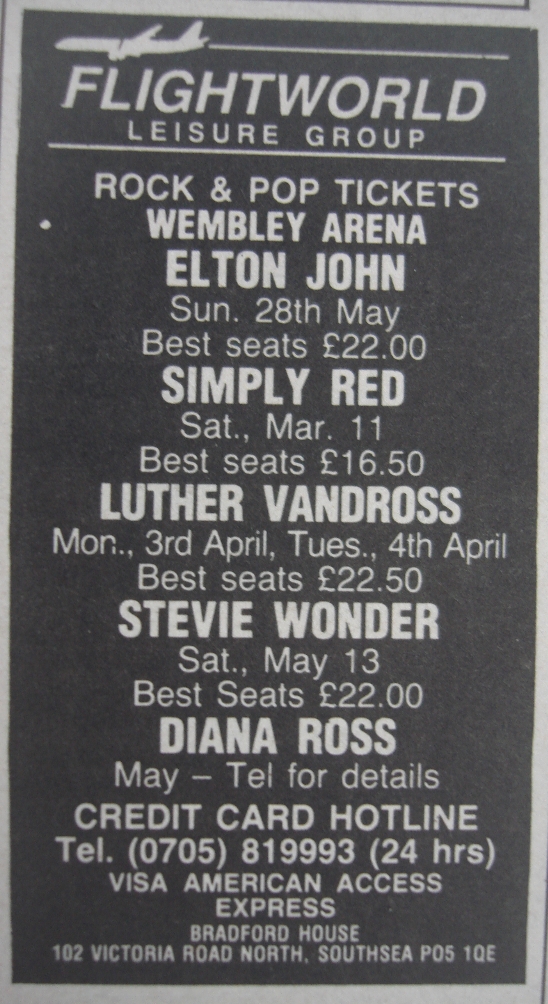 FLIGHTWORLD
LEISURE GROUP
ROCK & POP TICKETS
WEMBLEY ARENA
ELTON JOHN
Sun. 28th May
Best seats £22.00
SIMPLY RED
Sat., Mar. 11
Best seats £16.50
LUTHER VANDROSS
Mon., 3rd April, Tues., 4th April
Best seats £22.50
STEVIE WONDER
Sat., May 13
Best Seats £22.00
DIANA ROSS
May – Tel for details
CREDIT CARD HOTLINE
Tel. (0705) 819993 (24 hrs)
VISA AMERICAN ACCESS
EXPRESS
BRADFORD HOUSE
102 VICTORIA ROAD NORTH, SOUTHSEA PO5 1QE